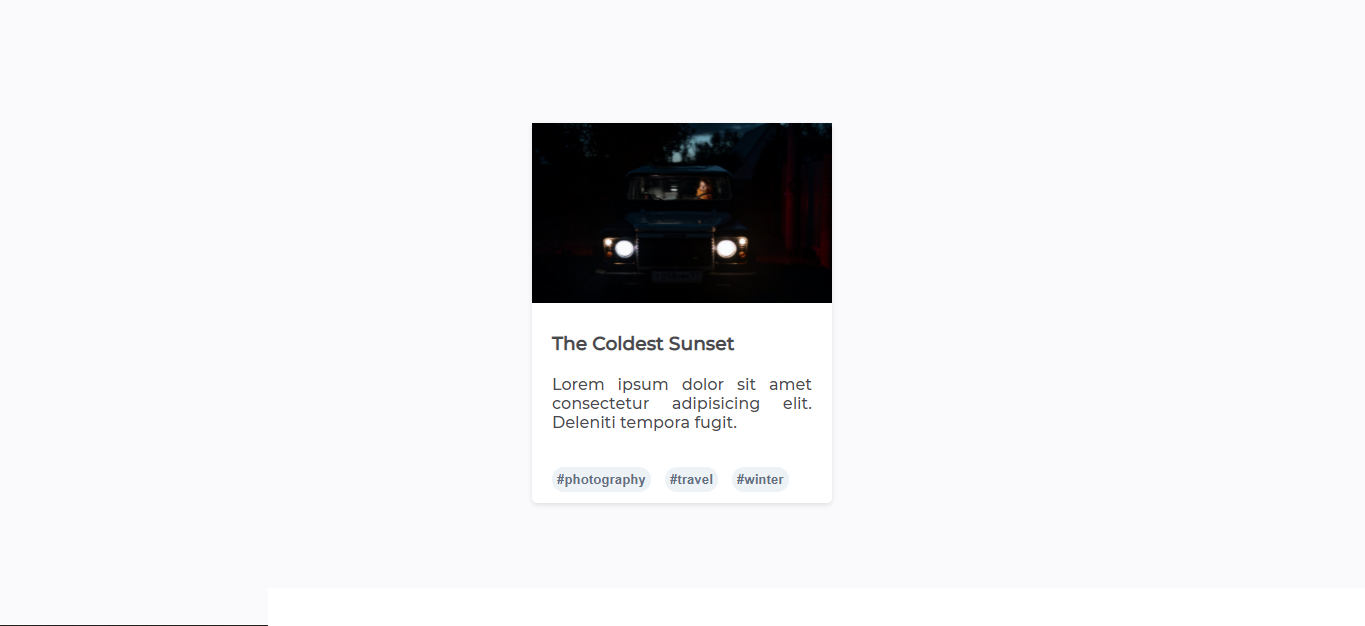 The Coldest Sunset
Lorem ipsum dolor sit amet
consectetur adipisicing elit.
Deleniti tempora fugit.
#photography #travel #winter